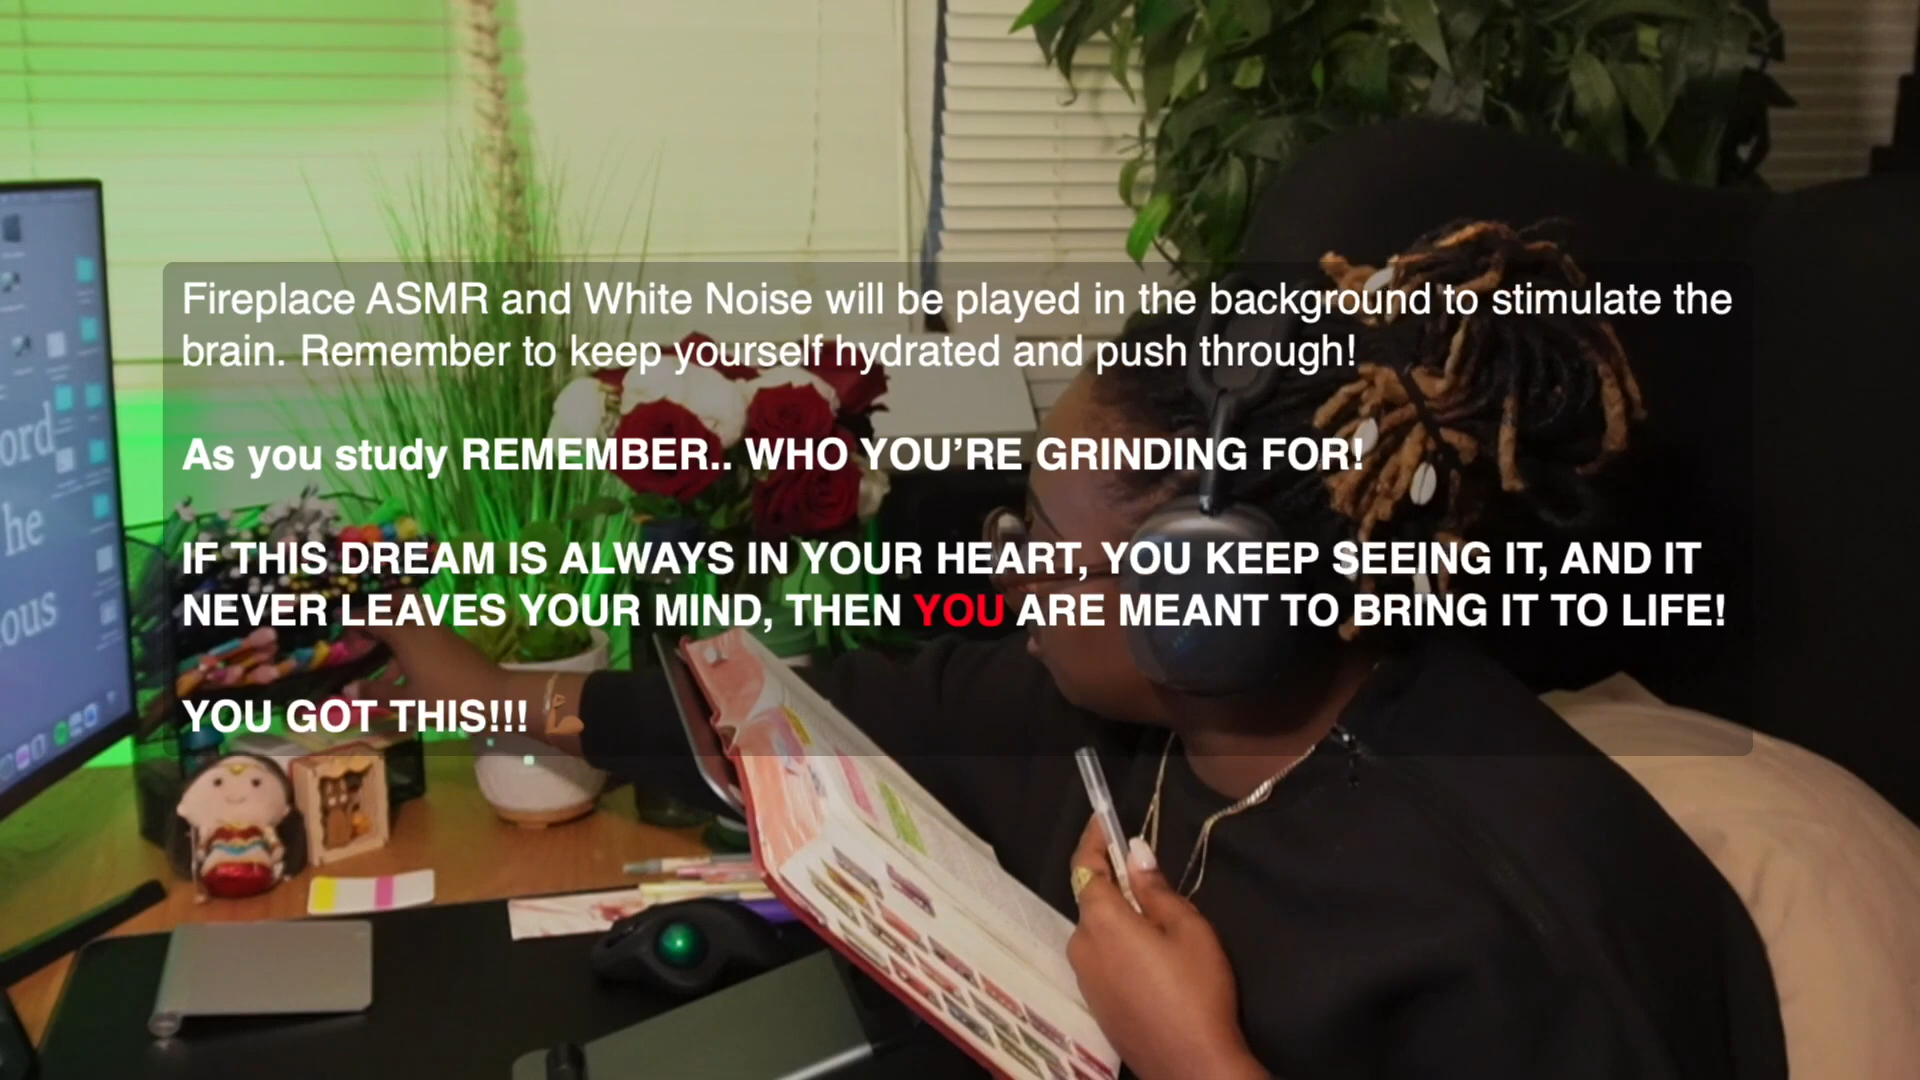 Fireplace ASMR and White Noise will be played in the background to stimulate the
brain. Remember to keep yourself hydrated and push through!
As you study REMEMBER.. WHO YOU’RE GRINDING FOR!
IF THIS DREAM IS ALWAYS IN YOUR HEART, YOU KEEP SEEING IT, AND IT
NEVER LEAVES YOUR MIND, THEN YOU ARE MEANT TO BRING IT TO LIFE!
YOU GOT THIS!!! 💪🏾
ord
he
ous